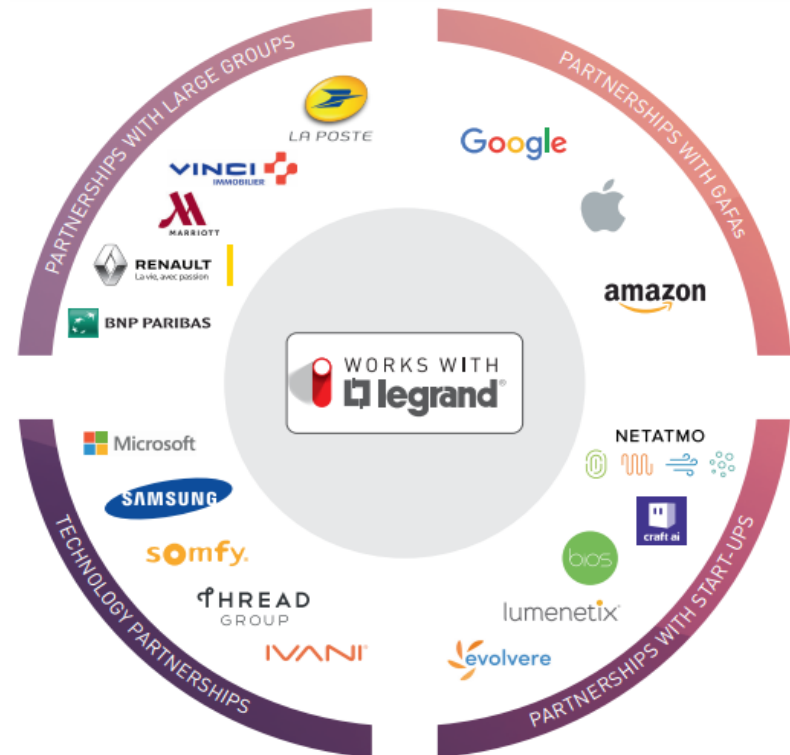 PARTNERSHIPS WITH LARGE GROUPS
LA POSTE
VINCI
IMMOBILIER
MARRIOTT
RENAULT
La vie, avec passion
BNP PARIBAS
PARTNERSHIPS WITH GAFAs
Google
amazon
WORKS WITH
legrand®
TECHNOLOGY PARTNERSHIPS
Microsoft
SAMSUNG
somfy.
THREAD
GROUP
IVANI
PARTNERSHIPS WITH START-UPS
NETATMO
craft ai
bios
lumenetix
evolvere